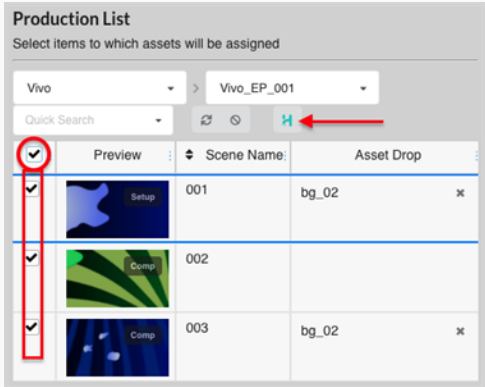 Production List
Select items to which assets will be assigned
Vivo > Vivo_EP_001
Quick Search
Preview Scene Name Asset Drop
Setup 001 bg_02
Comp 002
Comp 003 bg_02